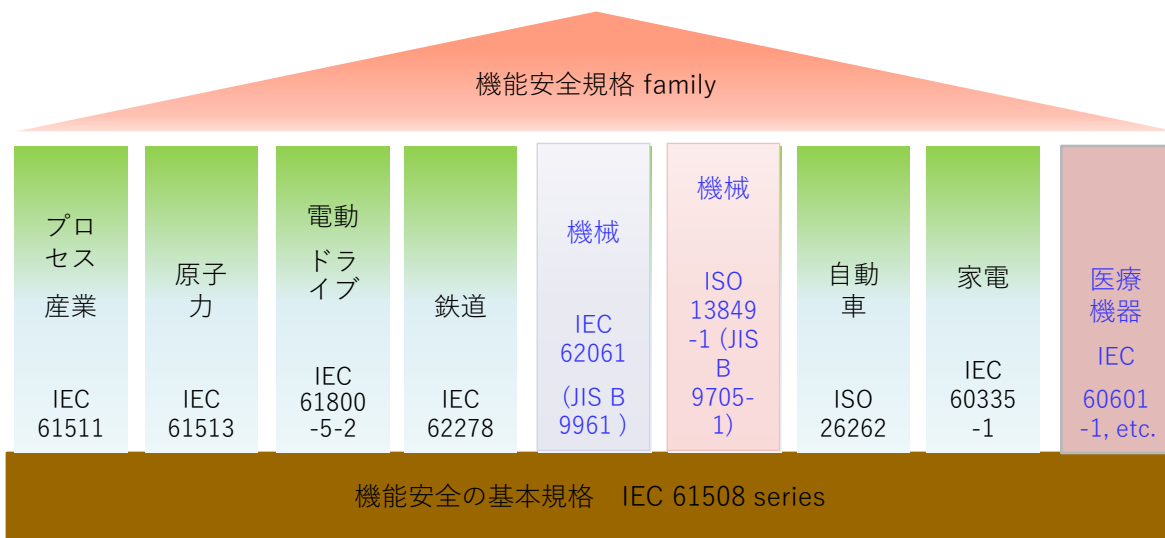 機能安全規格 family
プロ
セス
産業
IEC
61511
原子
力
IEC
61513
電動
ドラ
イブ
IEC
61800
-5-2
鉄道
IEC
62278
機械
IEC
62061
(JIS B
9961 )
機械
ISO
13849
-1 (JIS
B
9705-
1)
自動
車
ISO
26262
家電
IEC
60335
-1
医療
機器
IEC
60601
-1, etc.
機能安全の基本規格　IEC 61508 series